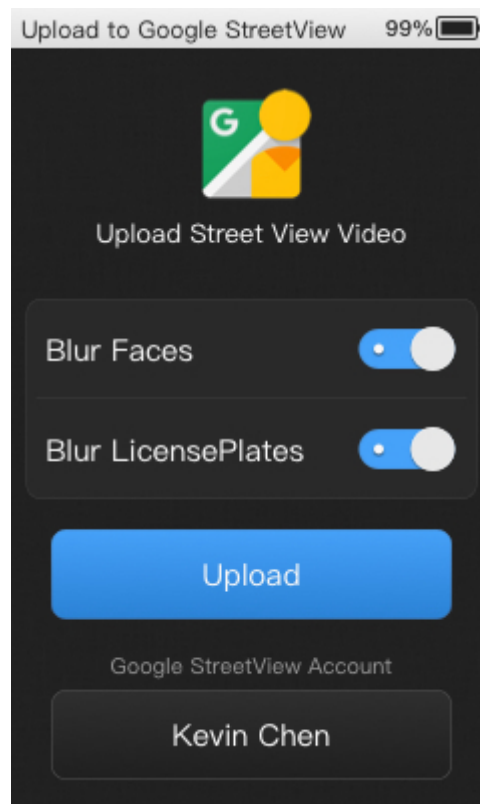 Upload to Google StreetView 99%
G
Upload Street View Video
Blur Faces
Blur LicensePlates
Upload
Google StreetView Account
Kevin Chen